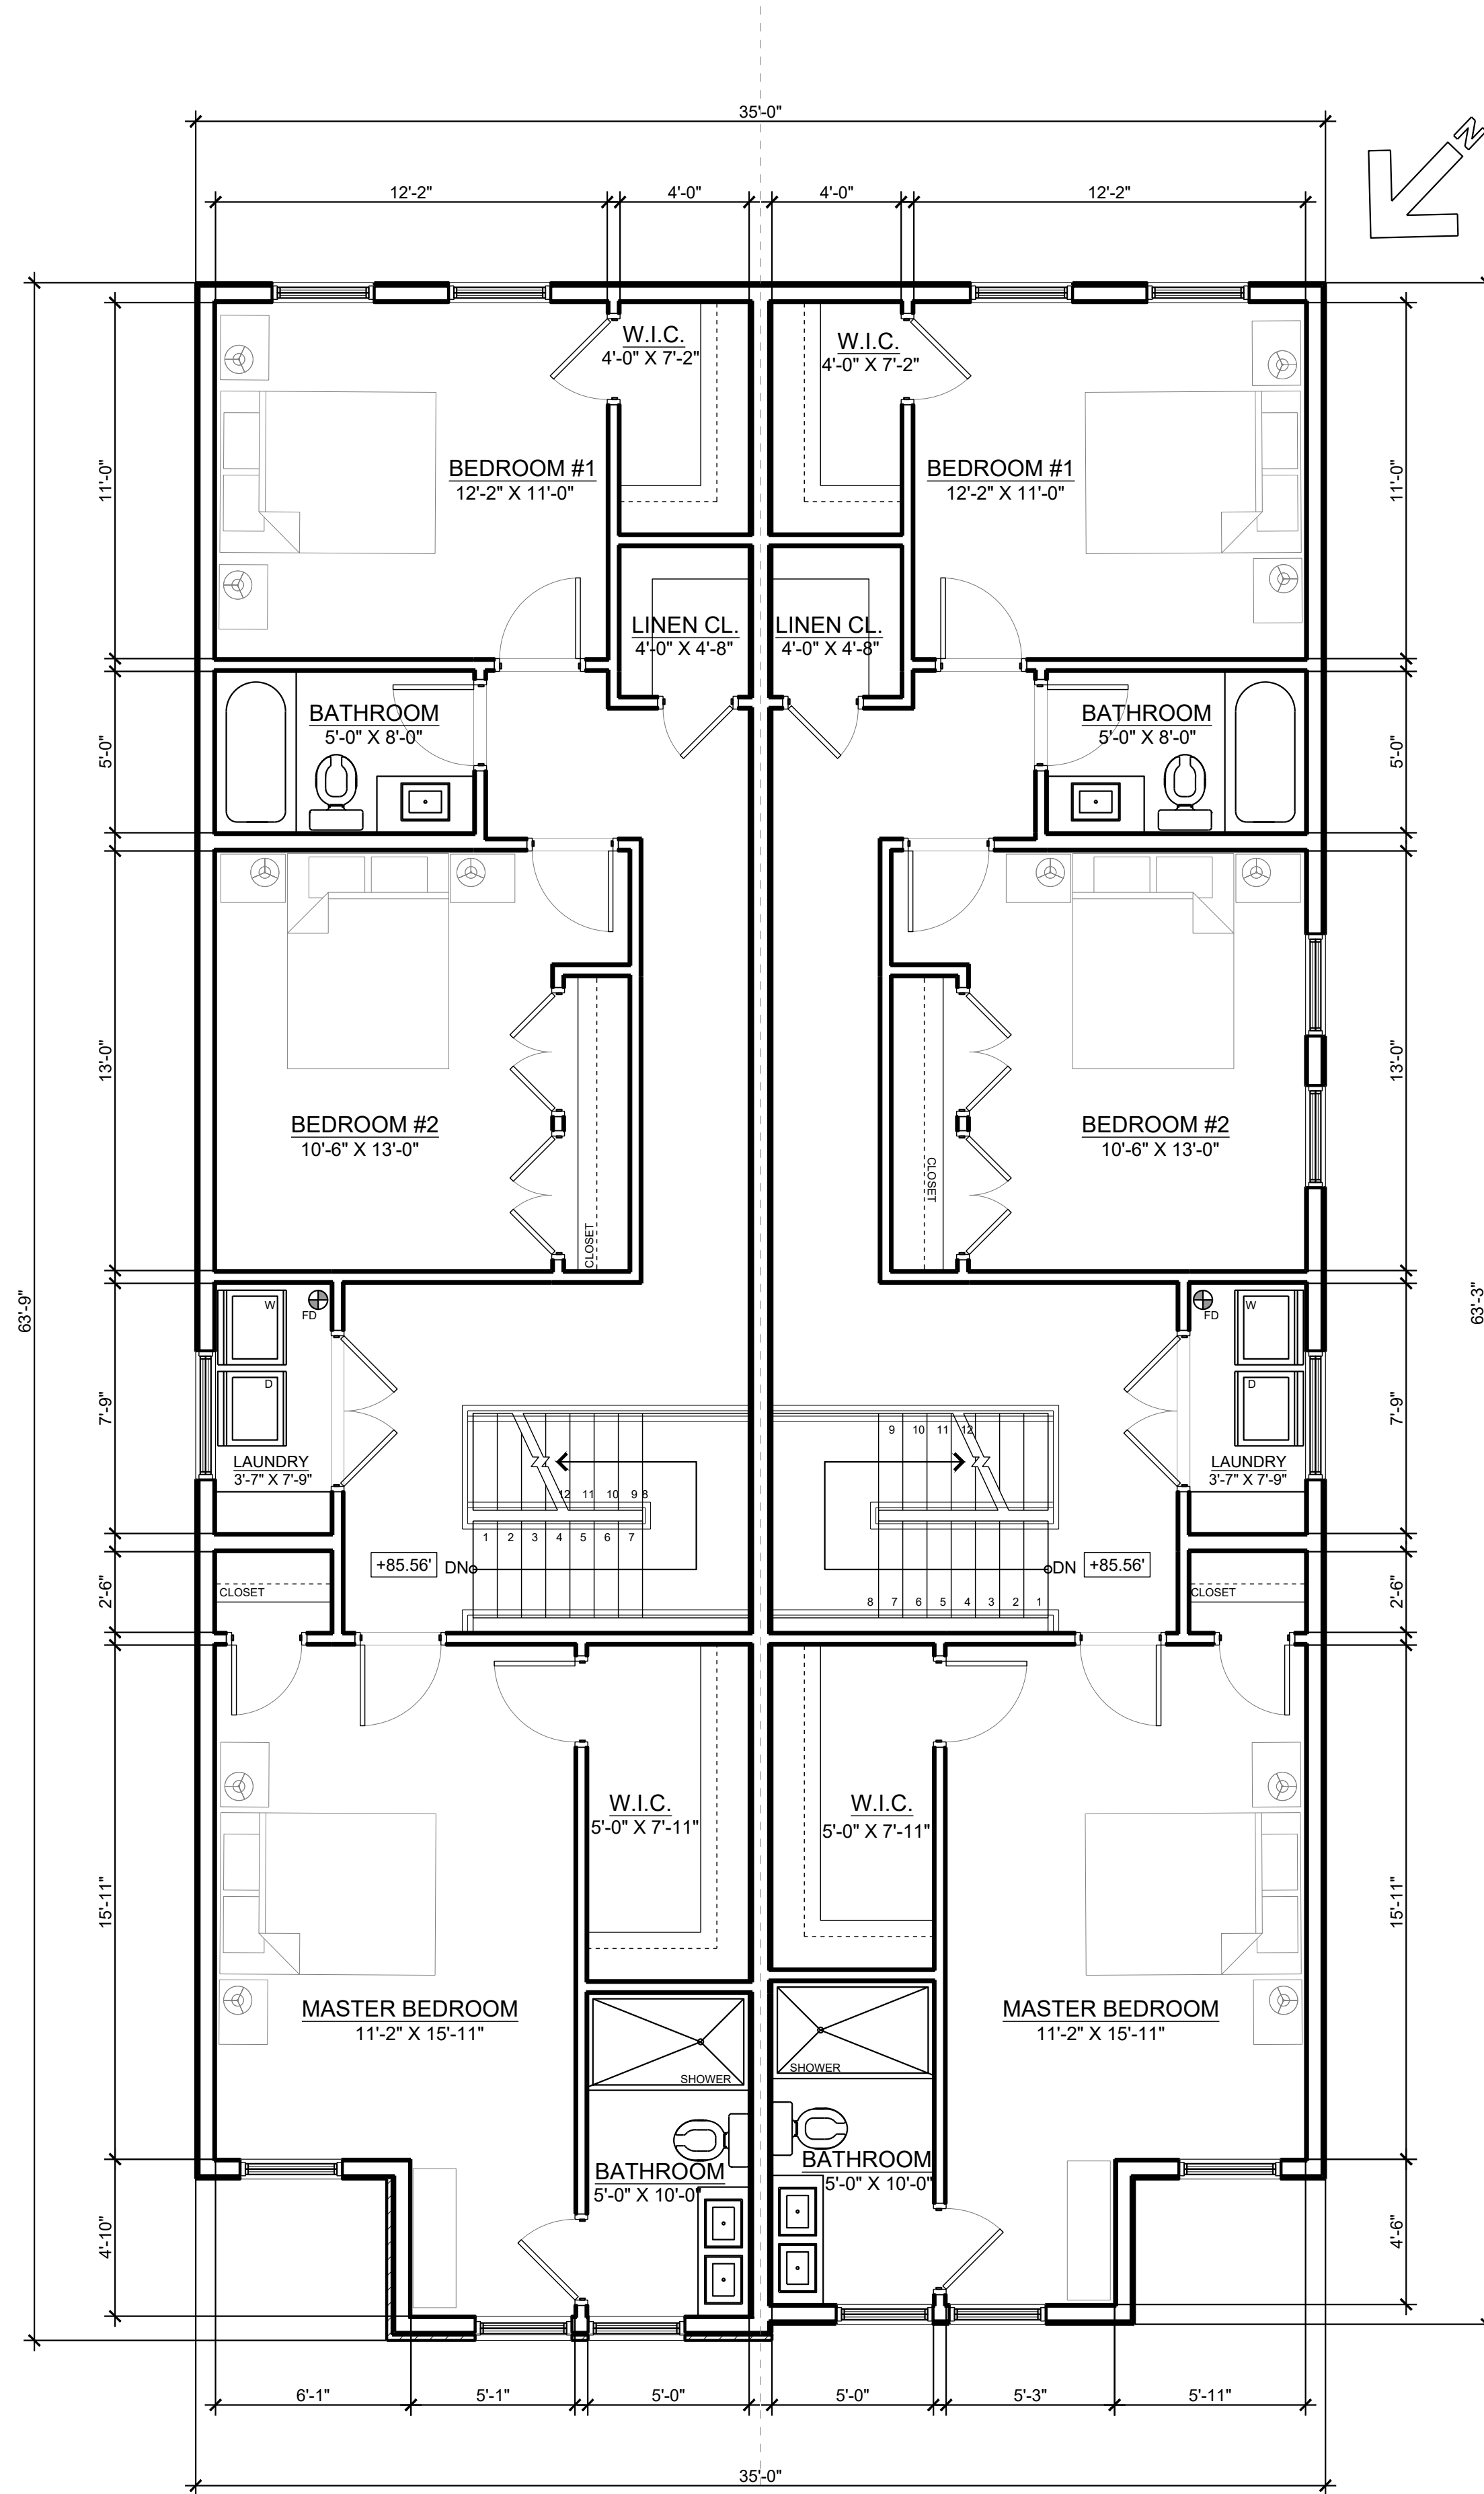 35'-0"
N
12'-2"
4'-0"
4'-0"
12'-2"
W.I.C.
4'-0" X 7'-2"
W.I.C.
4'-0" X 7'-2"
11'-0"
BEDROOM #1
12'-2" X 11'-0"
BEDROOM #1
12'-2" X 11'-0"
11'-0"
LINEN CL.
4'-0" X 4'-8"
LINEN CL.
4'-0" X 4'-8"
5'-0"
BATHROOM
5'-0" X 8'-0"
BATHROOM
5'-0" X 8'-0"
5'-0"
13'-0"
BEDROOM #2
10'-6" X 13'-0"
CLOSET
CLOSET
BEDROOM #2
10'-6" X 13'-0"
13'-0"
63'-9"
63'-3"
W
FD
D
LAUNDRY
3'-7" X 7'-9"
7'-9"
FD
W
D
LAUNDRY
3'-7" X 7'-9"
7'-9"
12 11 10 9 8
1 2 3 4 5 6 7
9 10 11 12
8 7 6 5 4 3 2 1
+85.56'
DN
DN
+85.56'
2'-6"
CLOSET
CLOSET
2'-6"
W.I.C.
5'-0" X 7'-11"
W.I.C.
5'-0" X 7'-11"
15'-11"
MASTER BEDROOM
11'-2" X 15'-11"
MASTER BEDROOM
11'-2" X 15'-11"
15'-11"
SHOWER
SHOWER
BATHROOM
5'-0" X 10'-0"
BATHROOM
5'-0" X 10'-0"
4'-10"
4'-6"
6'-1"
5'-1"
5'-0"
5'-0"
5'-3"
5'-11"
35'-0"